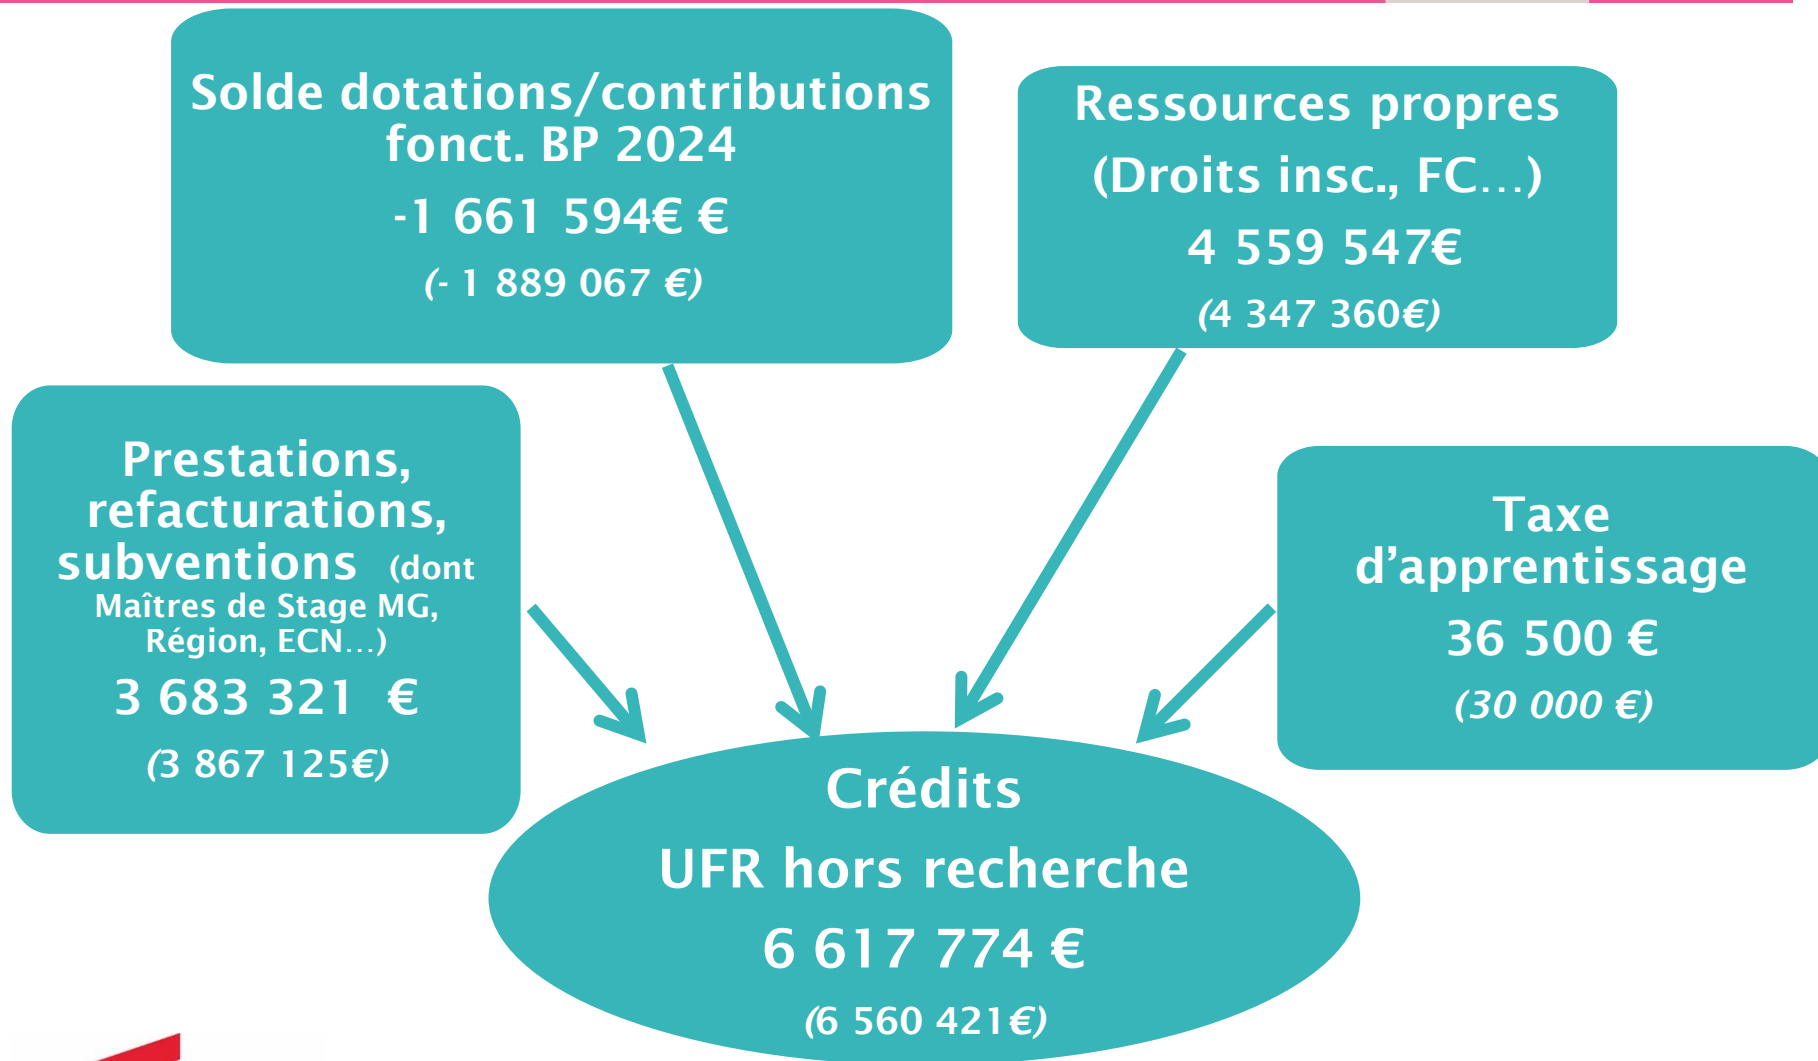 Solde dotations/contributions
fonct. BP 2024
-1 661 594€ €
(- 1 889 067 €)
Ressources propres
(Droits insc., FC…)
4 559 547€
(4 347 360€)
Prestations,
refacturations,
subventions (dont
Maîtres de Stage MG,
Région, ECN…)
3 683 321 €
(3 867 125€)
Taxe
d’apprentissage
36 500 €
(30 000 €)
Crédits
UFR hors recherche
6 617 774 €
(6 560 421€)